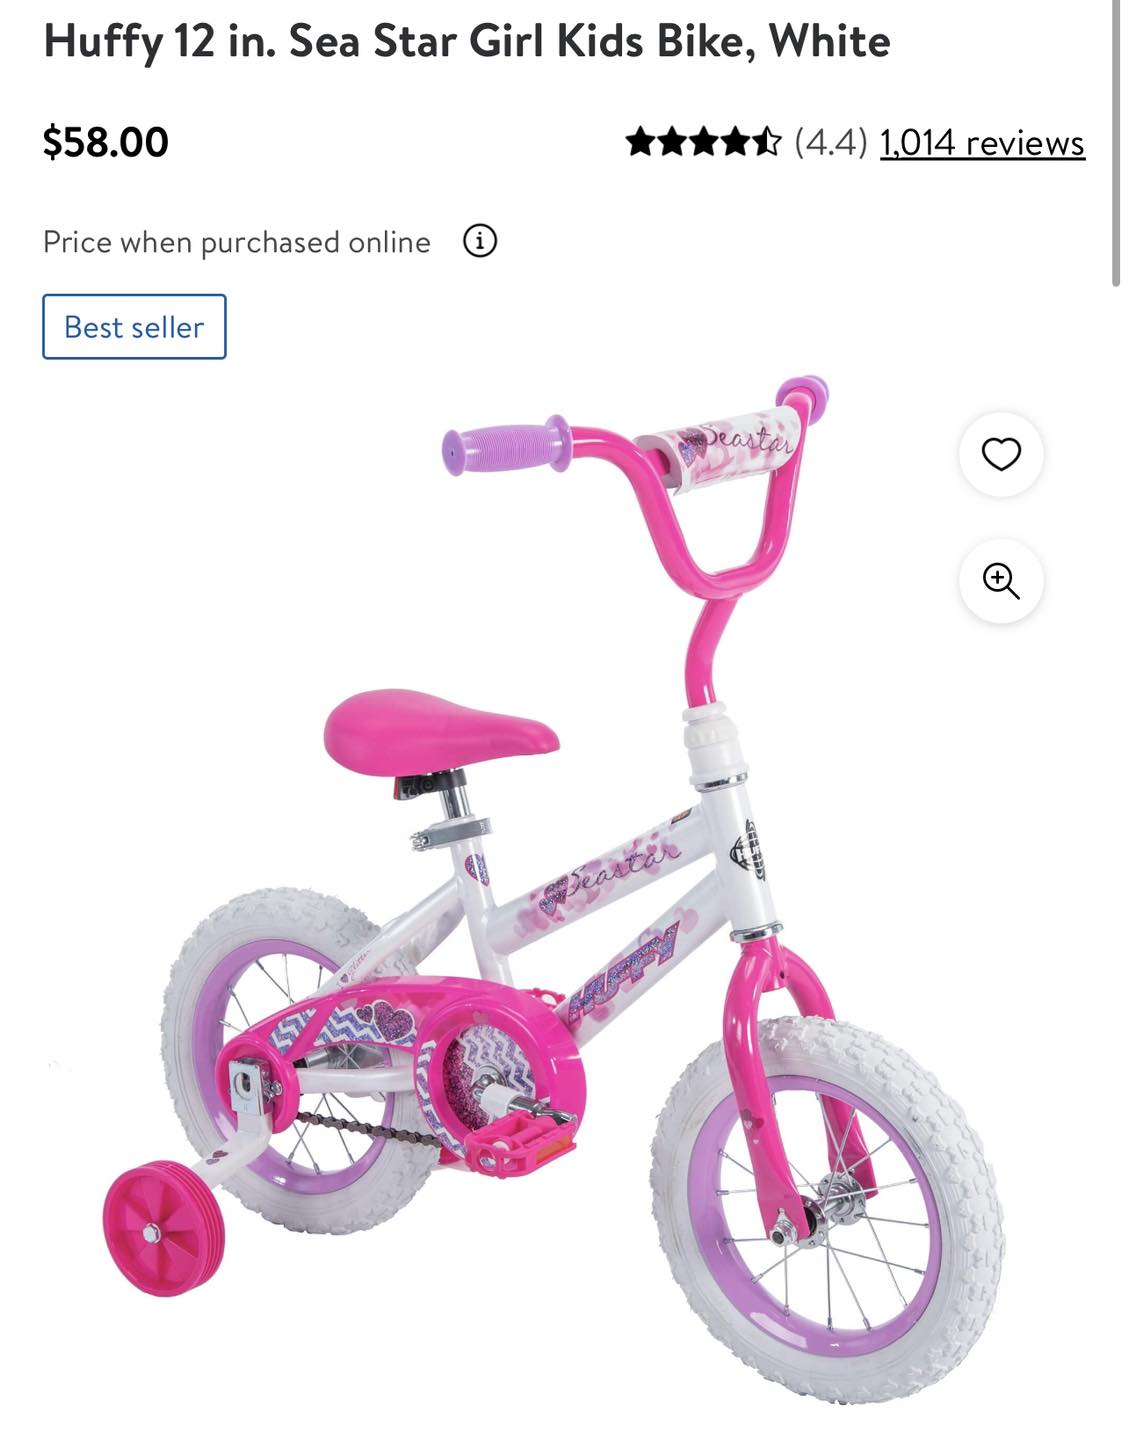 Huffy 12 in. Sea Star Girl Kids Bike, White
$58.00
(4.4) 1,014 reviews
Price when purchased online
Best seller
Seastar
Seastar
HUFFY